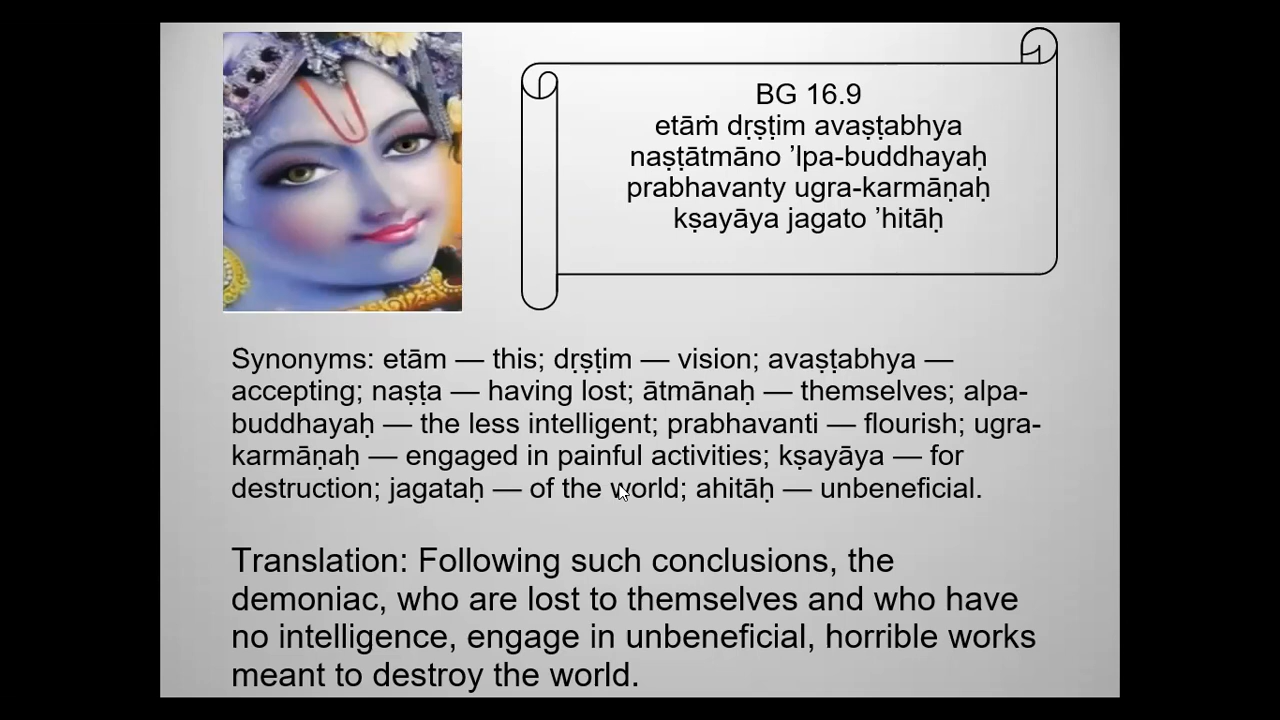 BG 16.9
etāṁ dṛṣṭim avaṣṭabhya
naṣṭātmāno ’lpa-buddhayaḥ
prabhavanty ugra-karmāṇaḥ
kṣayāya jagato ’hitāḥ
Synonyms: etām — this; dṛṣṭim — vision; avaṣṭabhya —
accepting; naṣṭa — having lost; ātmānaḥ — themselves; alpa-
buddhayaḥ — the less intelligent; prabhavanti — flourish; ugra-
karmāṇaḥ — engaged in painful activities; kṣayāya — for
destruction; jagataḥ — of the world; ahitāḥ — unbeneficial.
Translation: Following such conclusions, the
demoniac, who are lost to themselves and who have
no intelligence, engage in unbeneficial, horrible works
meant to destroy the world.